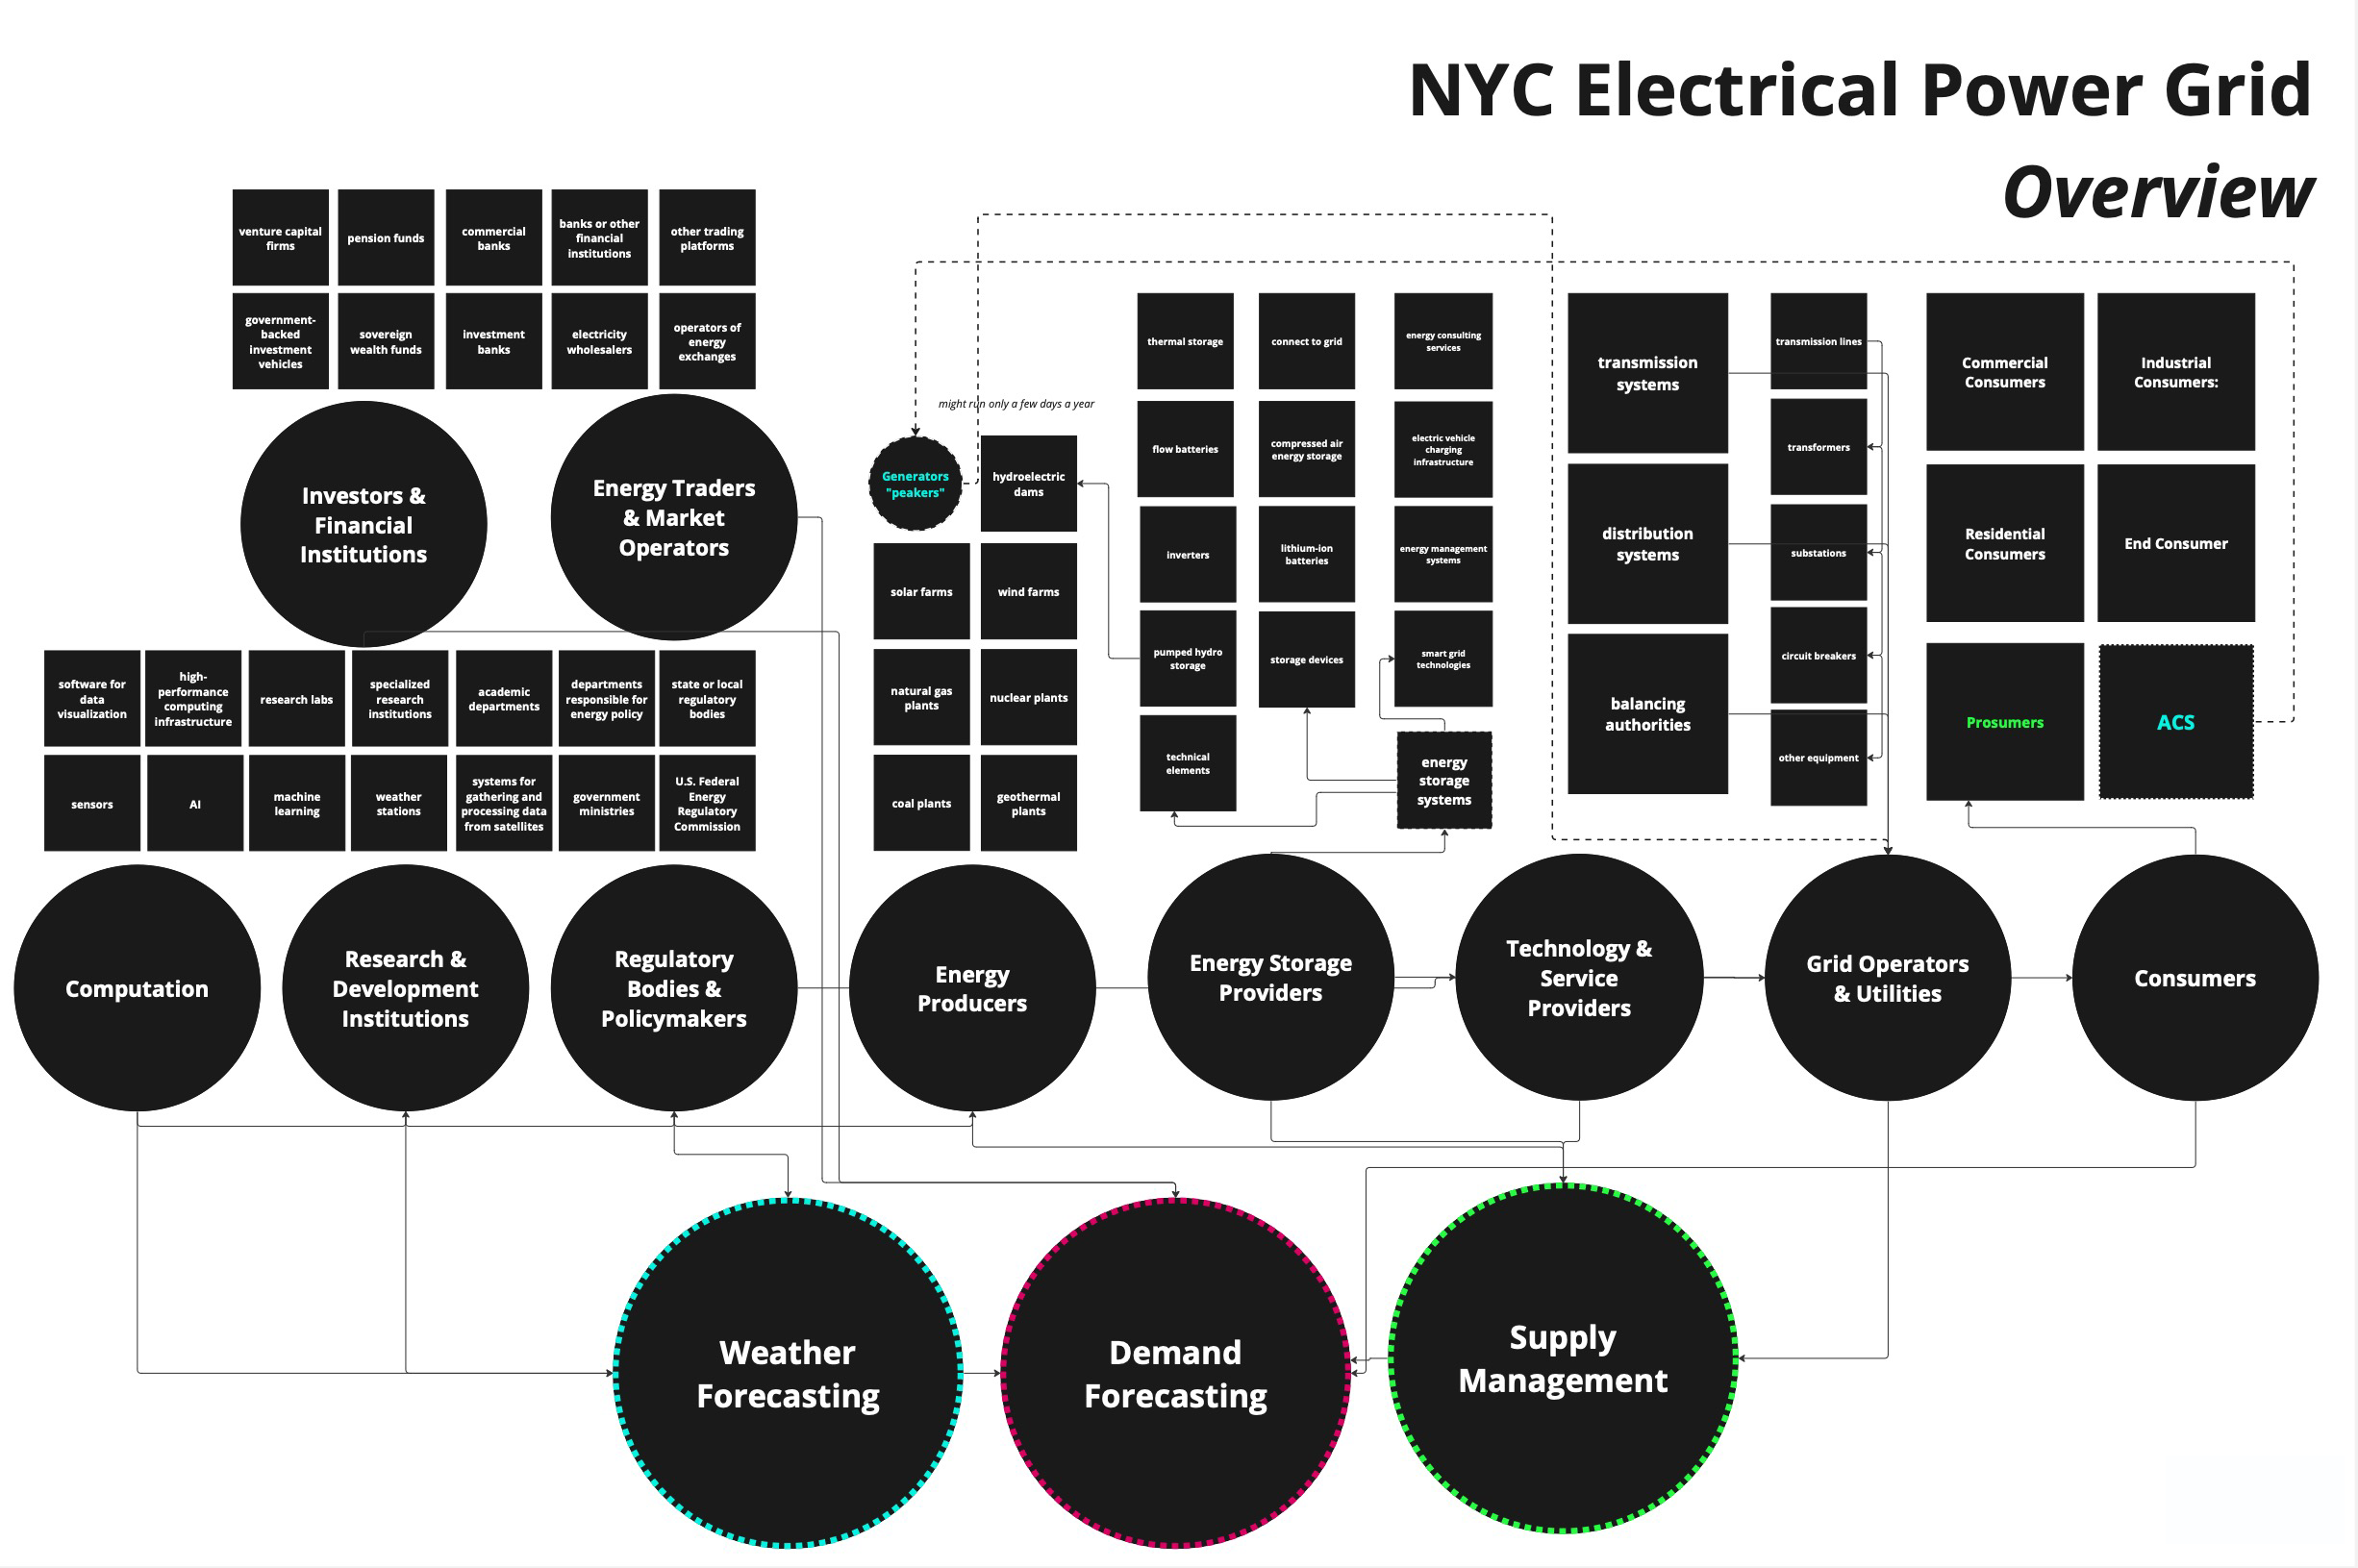 NYC Electrical Power Grid
Overview
venture capital
firms
pension funds
commercial
banks
banks or other
financial
institutions
other trading
platforms
government-
backed
investment
vehicles
sovereign
wealth funds
investment
banks
electricity
wholesalers
operators of
energy
exchanges
Investors &
Financial
Institutions
Energy Traders
& Market
Operators
software for
data
visualization
high-
performance
computing
infrastructure
research labs
specialized
research
institutions
academic
departments
departments
responsible for
energy policy
state or local
regulatory
bodies
sensors
AI
machine
learning
weather
stations
systems for
gathering and
processing data
from satellites
government
ministries
U.S. Federal
Energy
Regulatory
Commission
might run only a few days a year
Generators
"peakers"
hydroelectric
dams
solar farms
wind farms
natural gas
plants
nuclear plants
coal plants
geothermal
plants
thermal storage
connect to grid
energy consulting
services
flow batteries
compressed air
energy storage
electric vehicle
charging
infrastructure
inverters
lithium-ion
batteries
energy management
systems
pumped hydro
storage
storage devices
smart grid
technologies
technical
elements
energy
storage
systems
transmission
systems
distribution
systems
balancing
authorities
transmission lines
transformers
substations
circuit breakers
other equipment
Commercial
Consumers
Industrial
Consumers:
Residential
Consumers
End Consumer
Prosumers
ACS
Computation
Research &
Development
Institutions
Regulatory
Bodies &
Policymakers
Energy
Producers
Energy Storage
Providers
Technology &
Service
Providers
Grid Operators
& Utilities
Consumers
Weather
Forecasting
Demand
Forecasting
Supply
Management